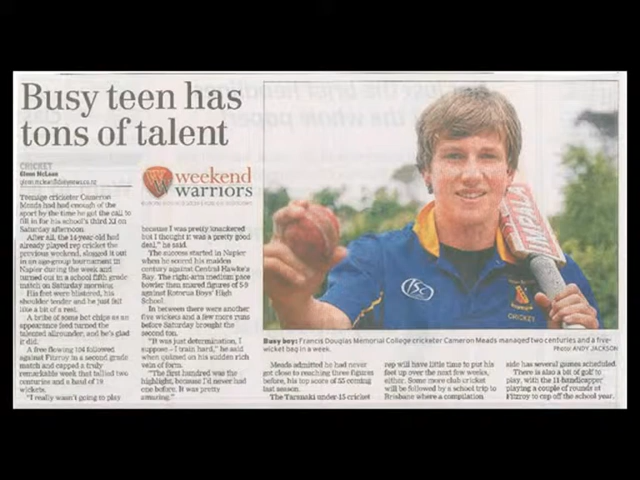 Busy teen has
tons of talent
CRICKET
Glenn McLean
weekend
warriors
Teenage cricketer Cameron
Meads had had enough of the
sport by the time he got the call to
fill in for his school's third XI on
Saturday afternoon.
After all, the 14-year-old had
already played rep cricket the
previous weekend, slogged it out
in an age-group tournament in
Napier during the week and
turned out in a school fifth grade
match on Saturday morning.
His feet were blistered, his
shoulder tender and he just felt
like a bit of a rest.
A bribe of some hot chips as an
appearance feed turned the
talented allrounder, and he's glad
it did.
A free flowing 104 followed
against Fitzroy in a second grade
match and capped a truly
remarkable week that tallied two
centuries and a haul of 19
wickets.
"I really wasn't going to play
because I was pretty knackered
but I thought it was a pretty good
deal," he said.
The success started in Napier
when he scored his maiden
century against Central Hawke's
Bay. The right-arm medium pace
bowler then snared figures of 5-9
against Rotorua Boys' High
School.
In between there were another
five wickets and a few more runs
before Saturday brought the
second ton.
"It was just determination, I
suppose – I train hard," he said
when quizzed on his sudden rich
vein of form.
"The first hundred was the
highlight, because I'd never had
one before. It was pretty
amazing."
IMPALA
CRICKET
Busy boy: Francis Douglas Memorial College cricketer Cameron Meads managed two centuries and a five-
wicket bag in a week.
Photo: ANDY JACKSON
Meads admitted he had never
got close to reaching three figures
before, his top score of 55 coming
last season.
The Taranaki under-15 cricket
rep will have little time to put his
feet up over the next few weeks,
either. Some more club cricket
will be followed by a school trip to
Brisbane where a compilation
side has several games scheduled.
There is also a bit of golf to
play, with the 11-handicapper
playing a couple of rounds at
Fitzroy to cap off the school year.